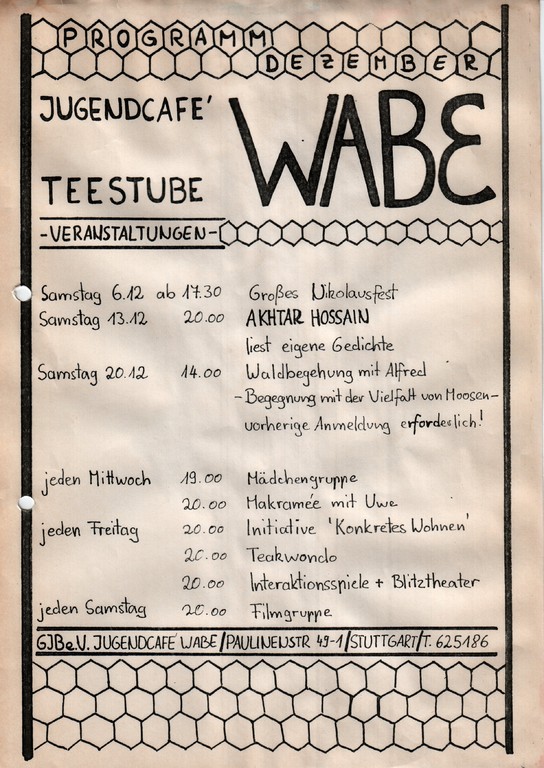 PROGRAMM
DEZEMBER
JUGENDCAFE'
WABE
TEESTUBE
-VERANSTALTUNGEN-
Samstag 6.12 ab 17.30 Großes Nikolausfest
Samstag 13.12 20.00 AKHTAR HOSSAIN
liest eigene Gedichte
Samstag 20.12 14.00 Waldbegehung mit Alfred
-Begegnung mit der Vielfalt von Moosen-
vorherige Anmeldung erforderlich!
jeden Mittwoch 19.00 Mädchengruppe
20.00 Makramée mit Uwe
jeden Freitag 20.00 Initiative 'Konkretes Wohnen'
20.00 Teakwondo
20.00 Interaktionsspiele + Blitztheater
jeden Samstag 20.00 Filmgruppe
GJB e.V. JUGENDCAFE' WABE/PAULINENSTR 49-1/STUTTGART/T. 625186